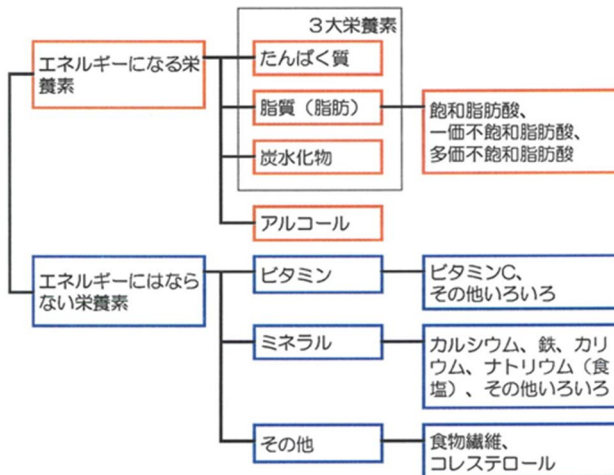 3大栄養素
エネルギーになる栄
養素
たんぱく質
脂質（脂肪）
炭水化物
アルコール
飽和脂肪酸、
一価不飽和脂肪酸、
多価不飽和脂肪酸
エネルギーにはなら
ない栄養素
ビタミン
ビタミンC、
その他いろいろ
ミネラル
カルシウム、鉄、カリ
ウム、ナトリウム（食
塩）、その他いろいろ
その他
食物繊維、
コレステロール